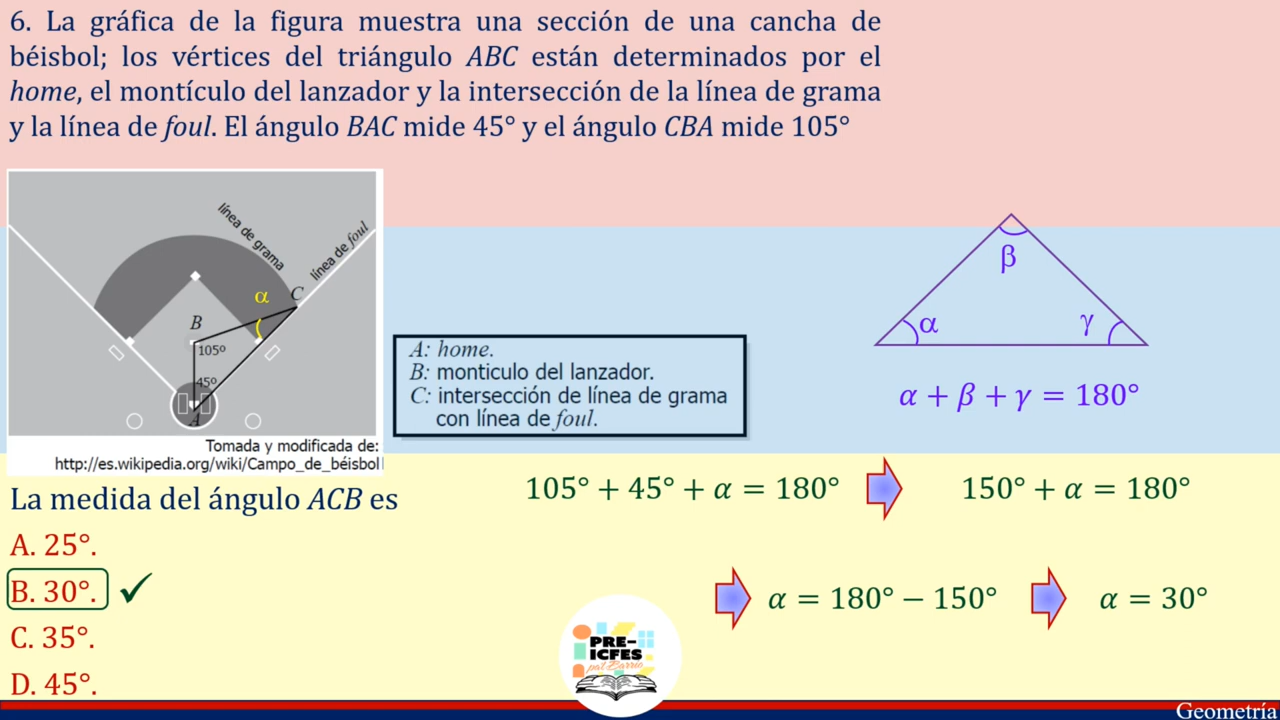 6. La gráfica de la figura muestra una sección de una cancha de
béisbol; los vértices del triángulo ABC están determinados por el
home, el montículo del lanzador y la intersección de la línea de grama
y la línea de foul. El ángulo BAC mide 45° y el ángulo CBA mide 105°
línea de grama
línea de foul
α
C
B
105º
45º
A
Tomada y modificada de:
http://es.wikipedia.org/wiki/Campo_de_béisbol
A: home.
B: monticulo del lanzador.
C: intersección de línea de grama
con línea de foul.
β
α
γ
α + β + γ = 180°
La medida del ángulo ACB es
A. 25°.
B. 30°.
C. 35°.
D. 45°.
105° + 45° + α = 180°
150° + α = 180°
α = 180° − 150°
α = 30°
PRE-
ICFES
pal Barrio
Geometría